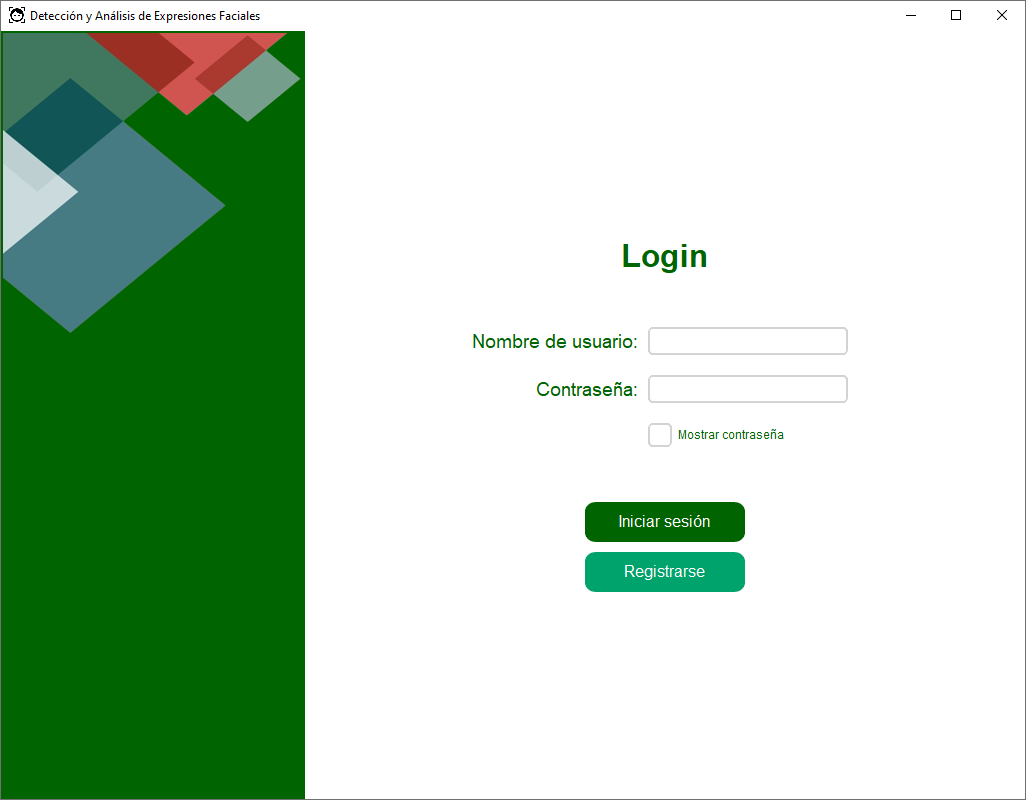 Detección y Análisis de Expresiones Faciales
Login
Nombre de usuario:
Contraseña:
Mostrar contraseña
Iniciar sesión
Registrarse